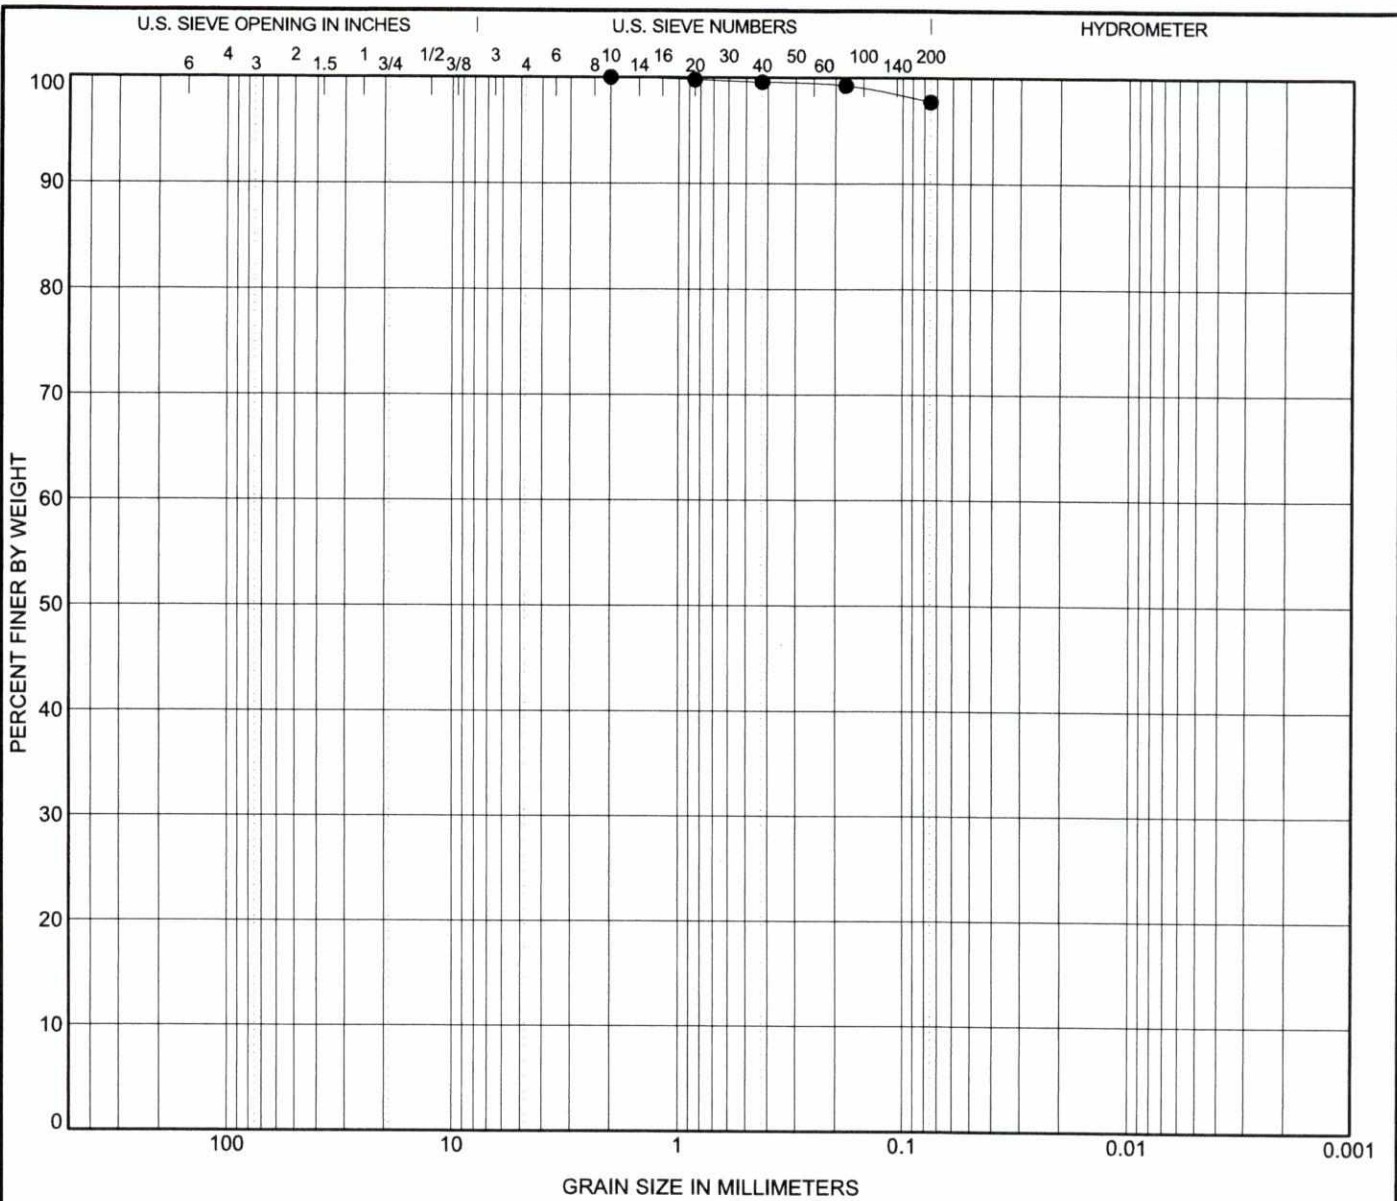 U.S. SIEVE OPENING IN INCHES | U.S. SIEVE NUMBERS | HYDROMETER
6 4 3 2 1.5 1 3/4 1/2 3/8 3 4 6 8 10 14 16 20 30 40 50 60 100 140 200
100
90
80
70
60
50
40
30
20
10
0
PERCENT FINER BY WEIGHT
100 10 1 0.1 0.01 0.001
GRAIN SIZE IN MILLIMETERS